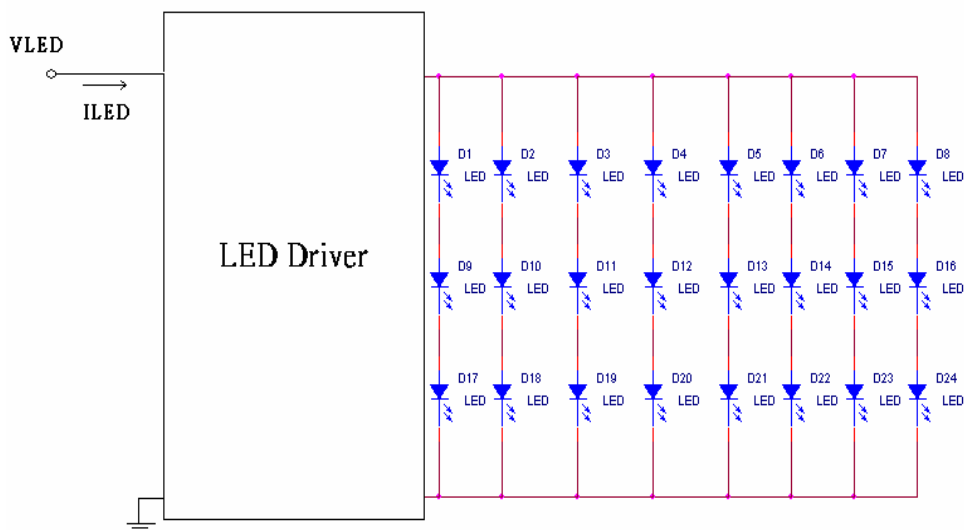 VLED
ILED
LED Driver
D1 D2 D3 D4 D5 D6 D7 D8
LED LED LED LED LED LED LED LED
D9 D10 D11 D12 D13 D14 D15 D16
LED LED LED LED LED LED LED LED
D17 D18 D19 D20 D21 D22 D23 D24
LED LED LED LED LED LED LED LED